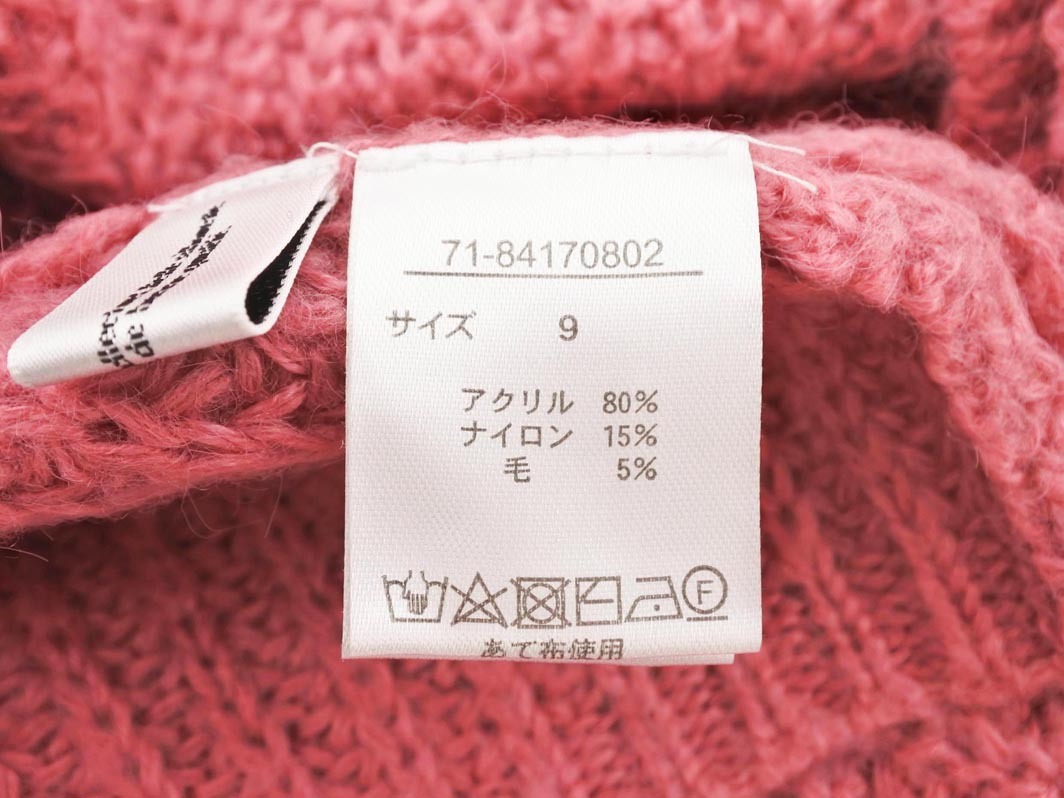 71-84170802
サイズ 9
アクリル 80%
ナイロン 15%
毛 5%
F
あて布使用